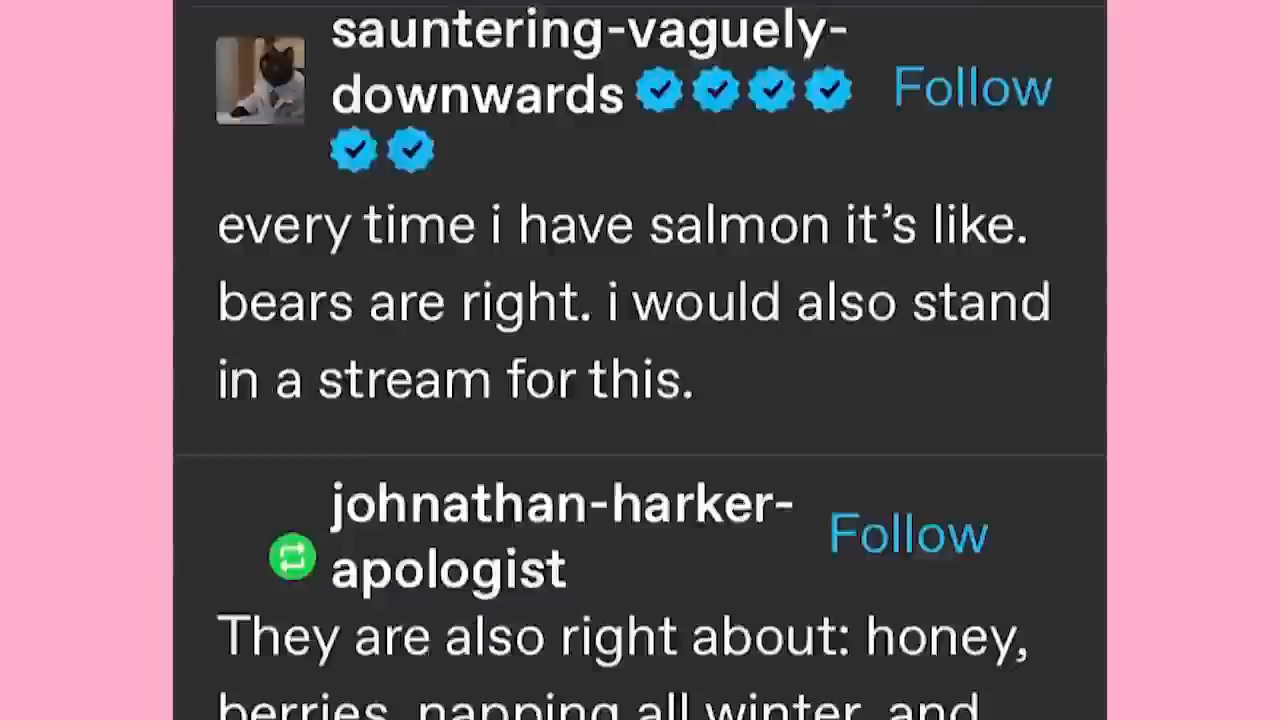 sauntering-vaguely-
downwards
Follow
every time i have salmon it’s like.
bears are right. i would also stand
in a stream for this.
johnathan-harker-
apologist
Follow
They are also right about: honey,
berries, napping all winter, and